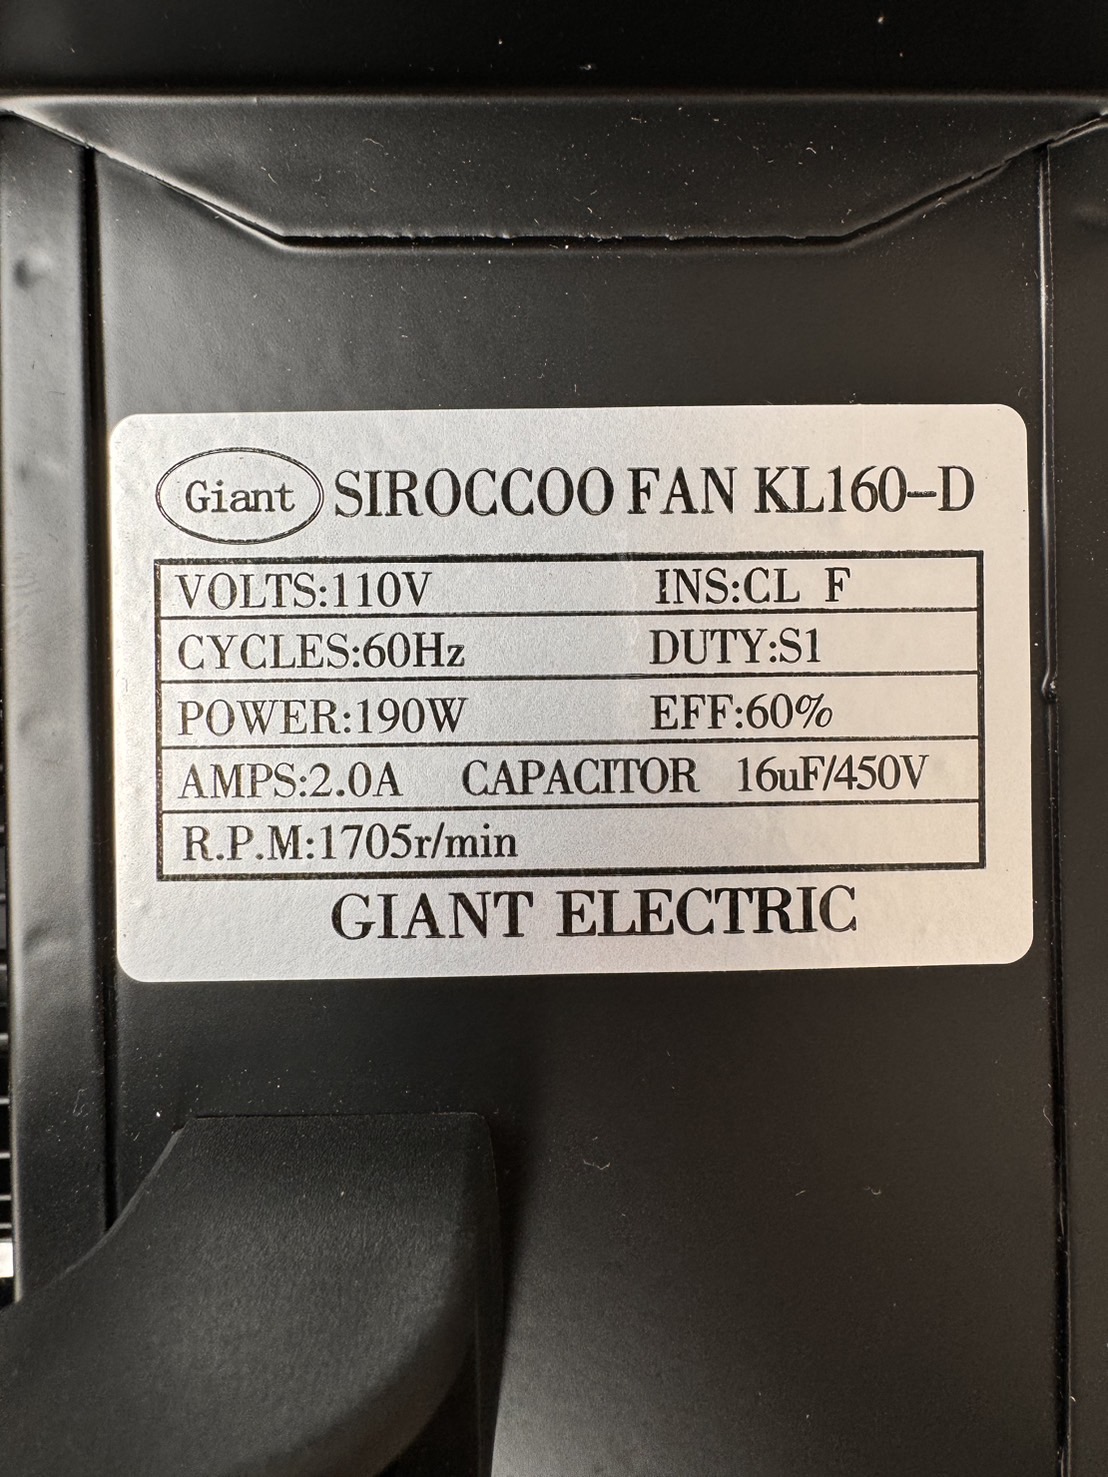 Giant SIROCCOO FAN KL160-D
VOLTS:110V INS:CL F
CYCLES:60Hz DUTY:S1
POWER:190W EFF:60%
AMPS:2.0A CAPACITOR 16uF/450V
R.P.M:1705r/min
GIANT ELECTRIC